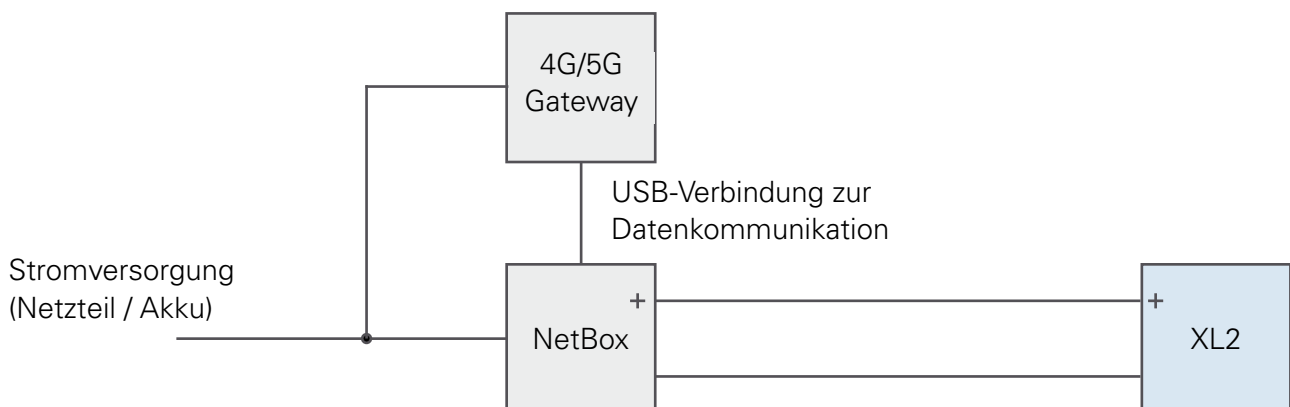 4G/5G
Gateway
USB-Verbindung zur
Datenkommunikation
Stromversorgung
(Netzteil / Akku)
+
NetBox
+
XL2